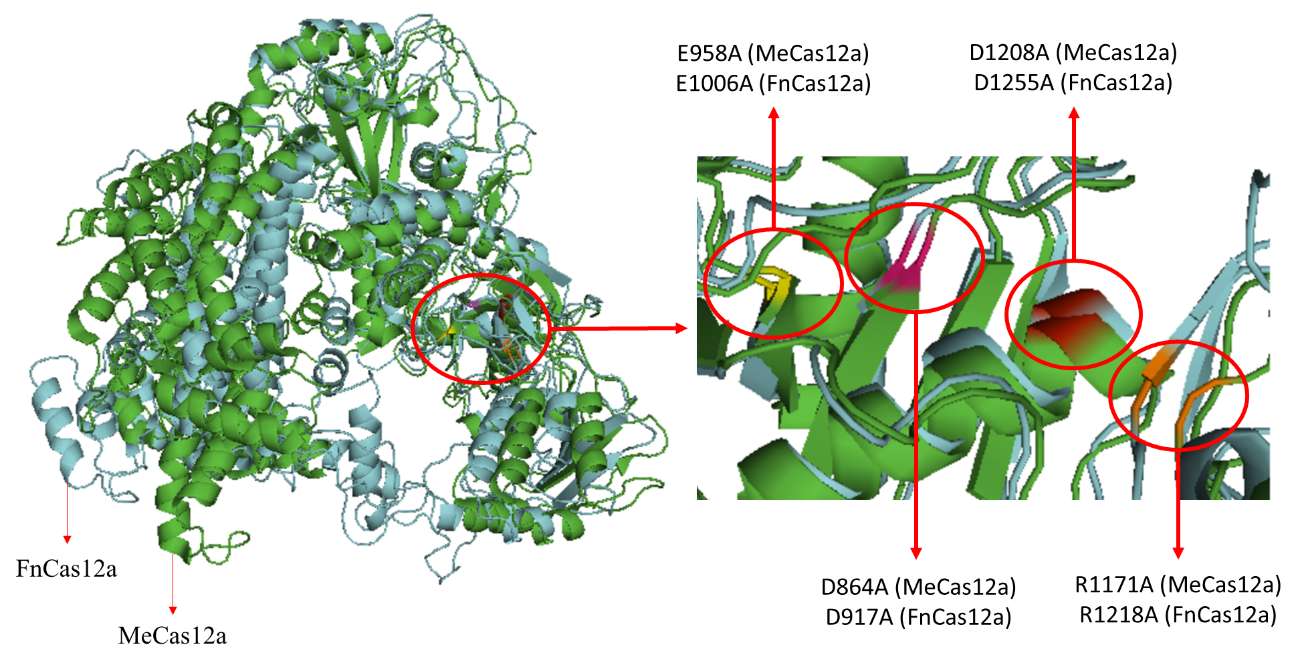 E958A (MeCas12a)
E1006A (FnCas12a)
D1208A (MeCas12a)
D1255A (FnCas12a)
FnCas12a
MeCas12a
D864A (MeCas12a)
D917A (FnCas12a)
R1171A (MeCas12a)
R1218A (FnCas12a)